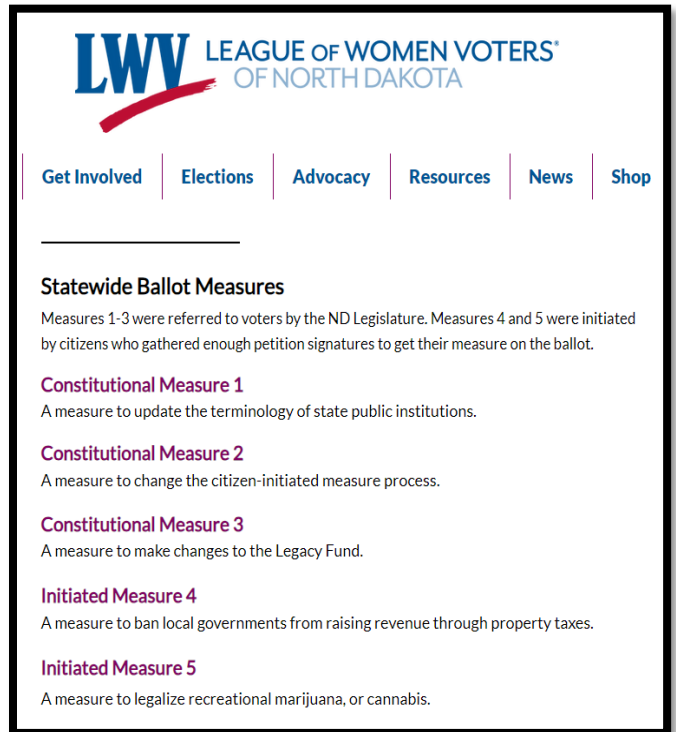 LWV LEAGUE OF WOMEN VOTERS®
OF NORTH DAKOTA
Get Involved Elections Advocacy Resources News Shop
Statewide Ballot Measures
Measures 1-3 were referred to voters by the ND Legislature. Measures 4 and 5 were initiated
by citizens who gathered enough petition signatures to get their measure on the ballot.
Constitutional Measure 1
A measure to update the terminology of state public institutions.
Constitutional Measure 2
A measure to change the citizen-initiated measure process.
Constitutional Measure 3
A measure to make changes to the Legacy Fund.
Initiated Measure 4
A measure to ban local governments from raising revenue through property taxes.
Initiated Measure 5
A measure to legalize recreational marijuana, or cannabis.